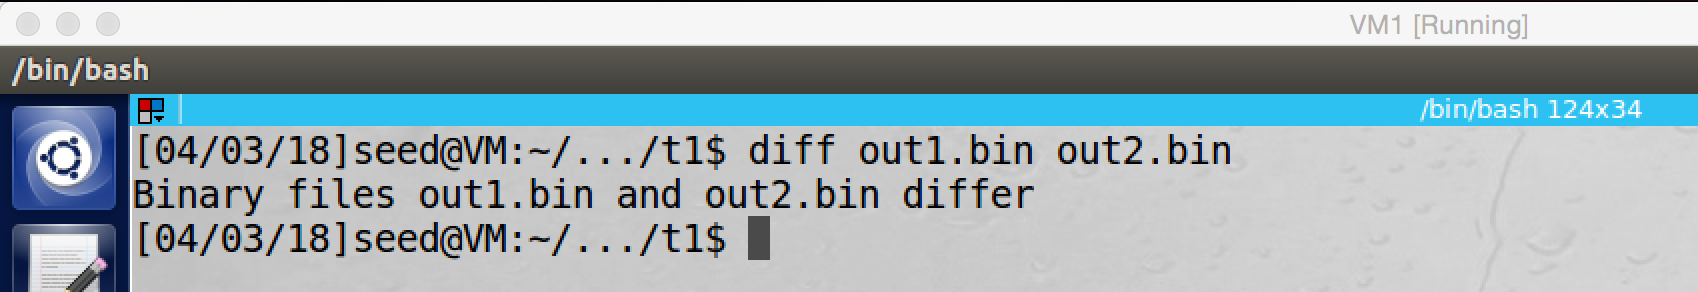 VM1 [Running]
/bin/bash
/bin/bash 124x34
[04/03/18]seed@VM:~/.../t1$ diff out1.bin out2.bin
Binary files out1.bin and out2.bin differ
[04/03/18]seed@VM:~/.../t1$